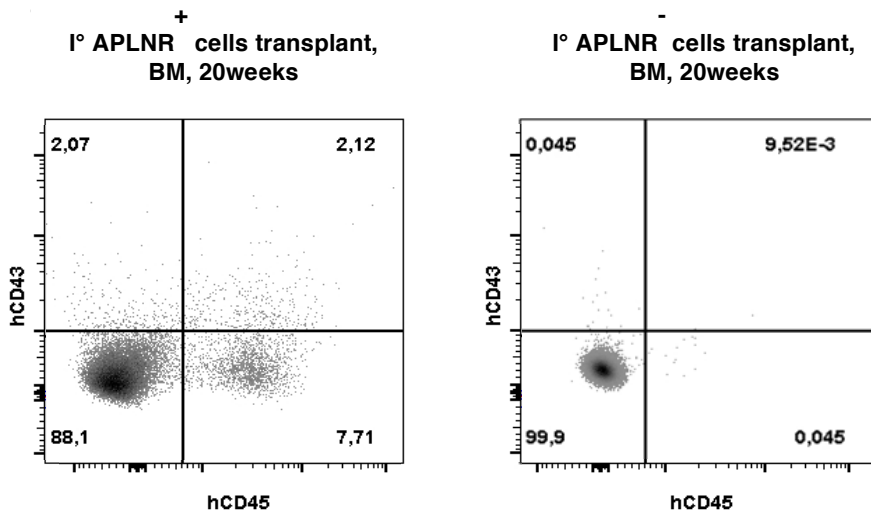 +
I° APLNR cells transplant,
BM, 20weeks
2,07
2,12
hCD43
88,1
7,71
hCD45
-
I° APLNR cells transplant,
BM, 20weeks
0,045
9,52E-3
hCD43
99,9
0,045
hCD45